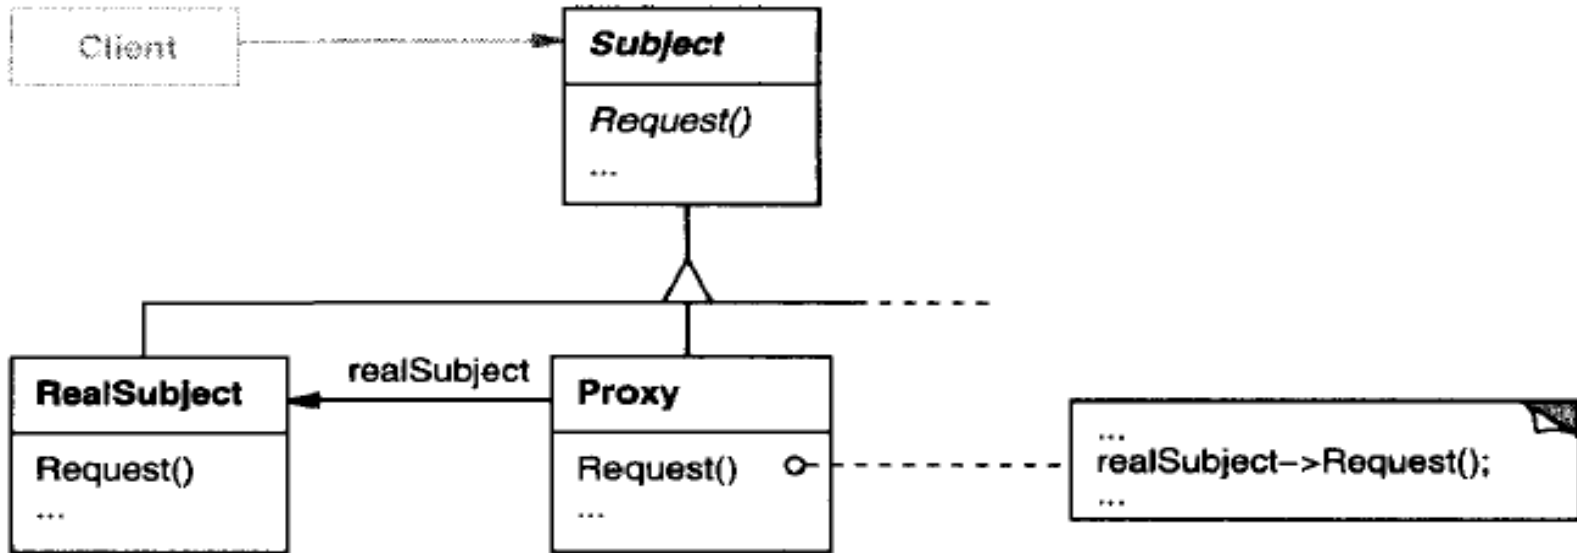 Client
Subject
Request()
...
RealSubject
Request()
...
realSubject
Proxy
Request()
...
...
realSubject->Request();
...